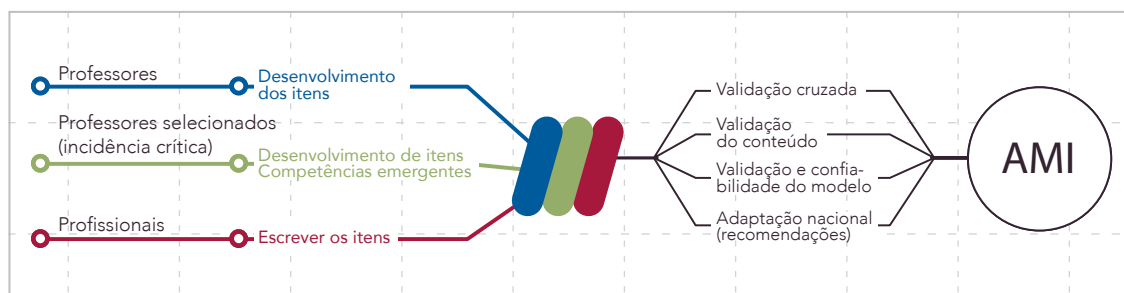 Professores
Desenvolvimento
dos itens
Professores selecionados
(incidência crítica)
Desenvolvimento de itens
Competências emergentes
Profissionais
Escrever os itens
Validação cruzada
Validação
do conteúdo
Validação e confia-
bilidade do modelo
Adaptação nacional
(recomendações)
AMI